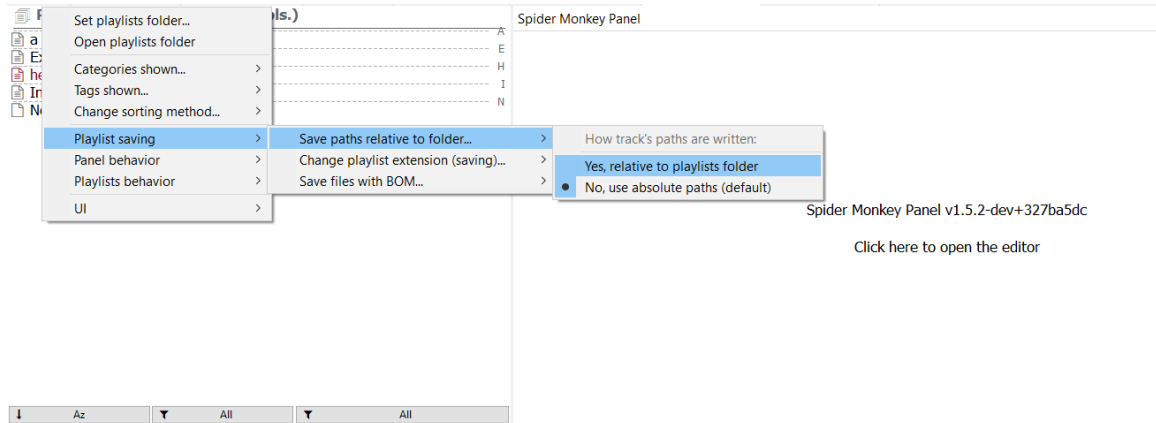 ls.)
Set playlists folder...
Open playlists folder
Categories shown...
Tags shown...
Change sorting method...
Playlist saving
Panel behavior
Playlists behavior
UI
a
A
E
H
I
N
Save paths relative to folder...
Change playlist extension (saving)...
Save files with BOM...
How track's paths are written:
Yes, relative to playlists folder
No, use absolute paths (default)
Spider Monkey Panel
Spider Monkey Panel v1.5.2-dev+327ba5dc
Click here to open the editor
Az
All
All